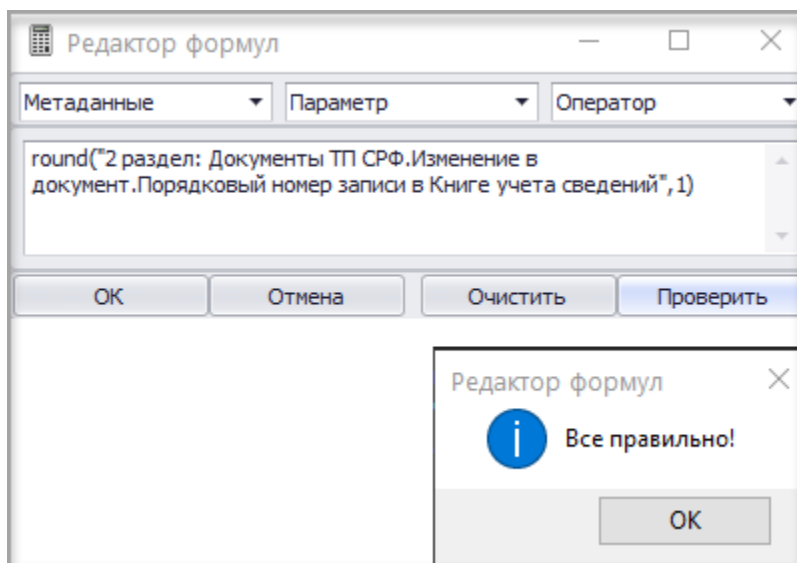 Редактор формул
Метаданные
Параметр
Оператор
round("2 раздел: Документы ТП СРФ.Изменение в
документ.Порядковый номер записи в Книге учета сведений",1)
ОК
Отмена
Очистить
Проверить
Редактор формул
Все правильно!
ОК